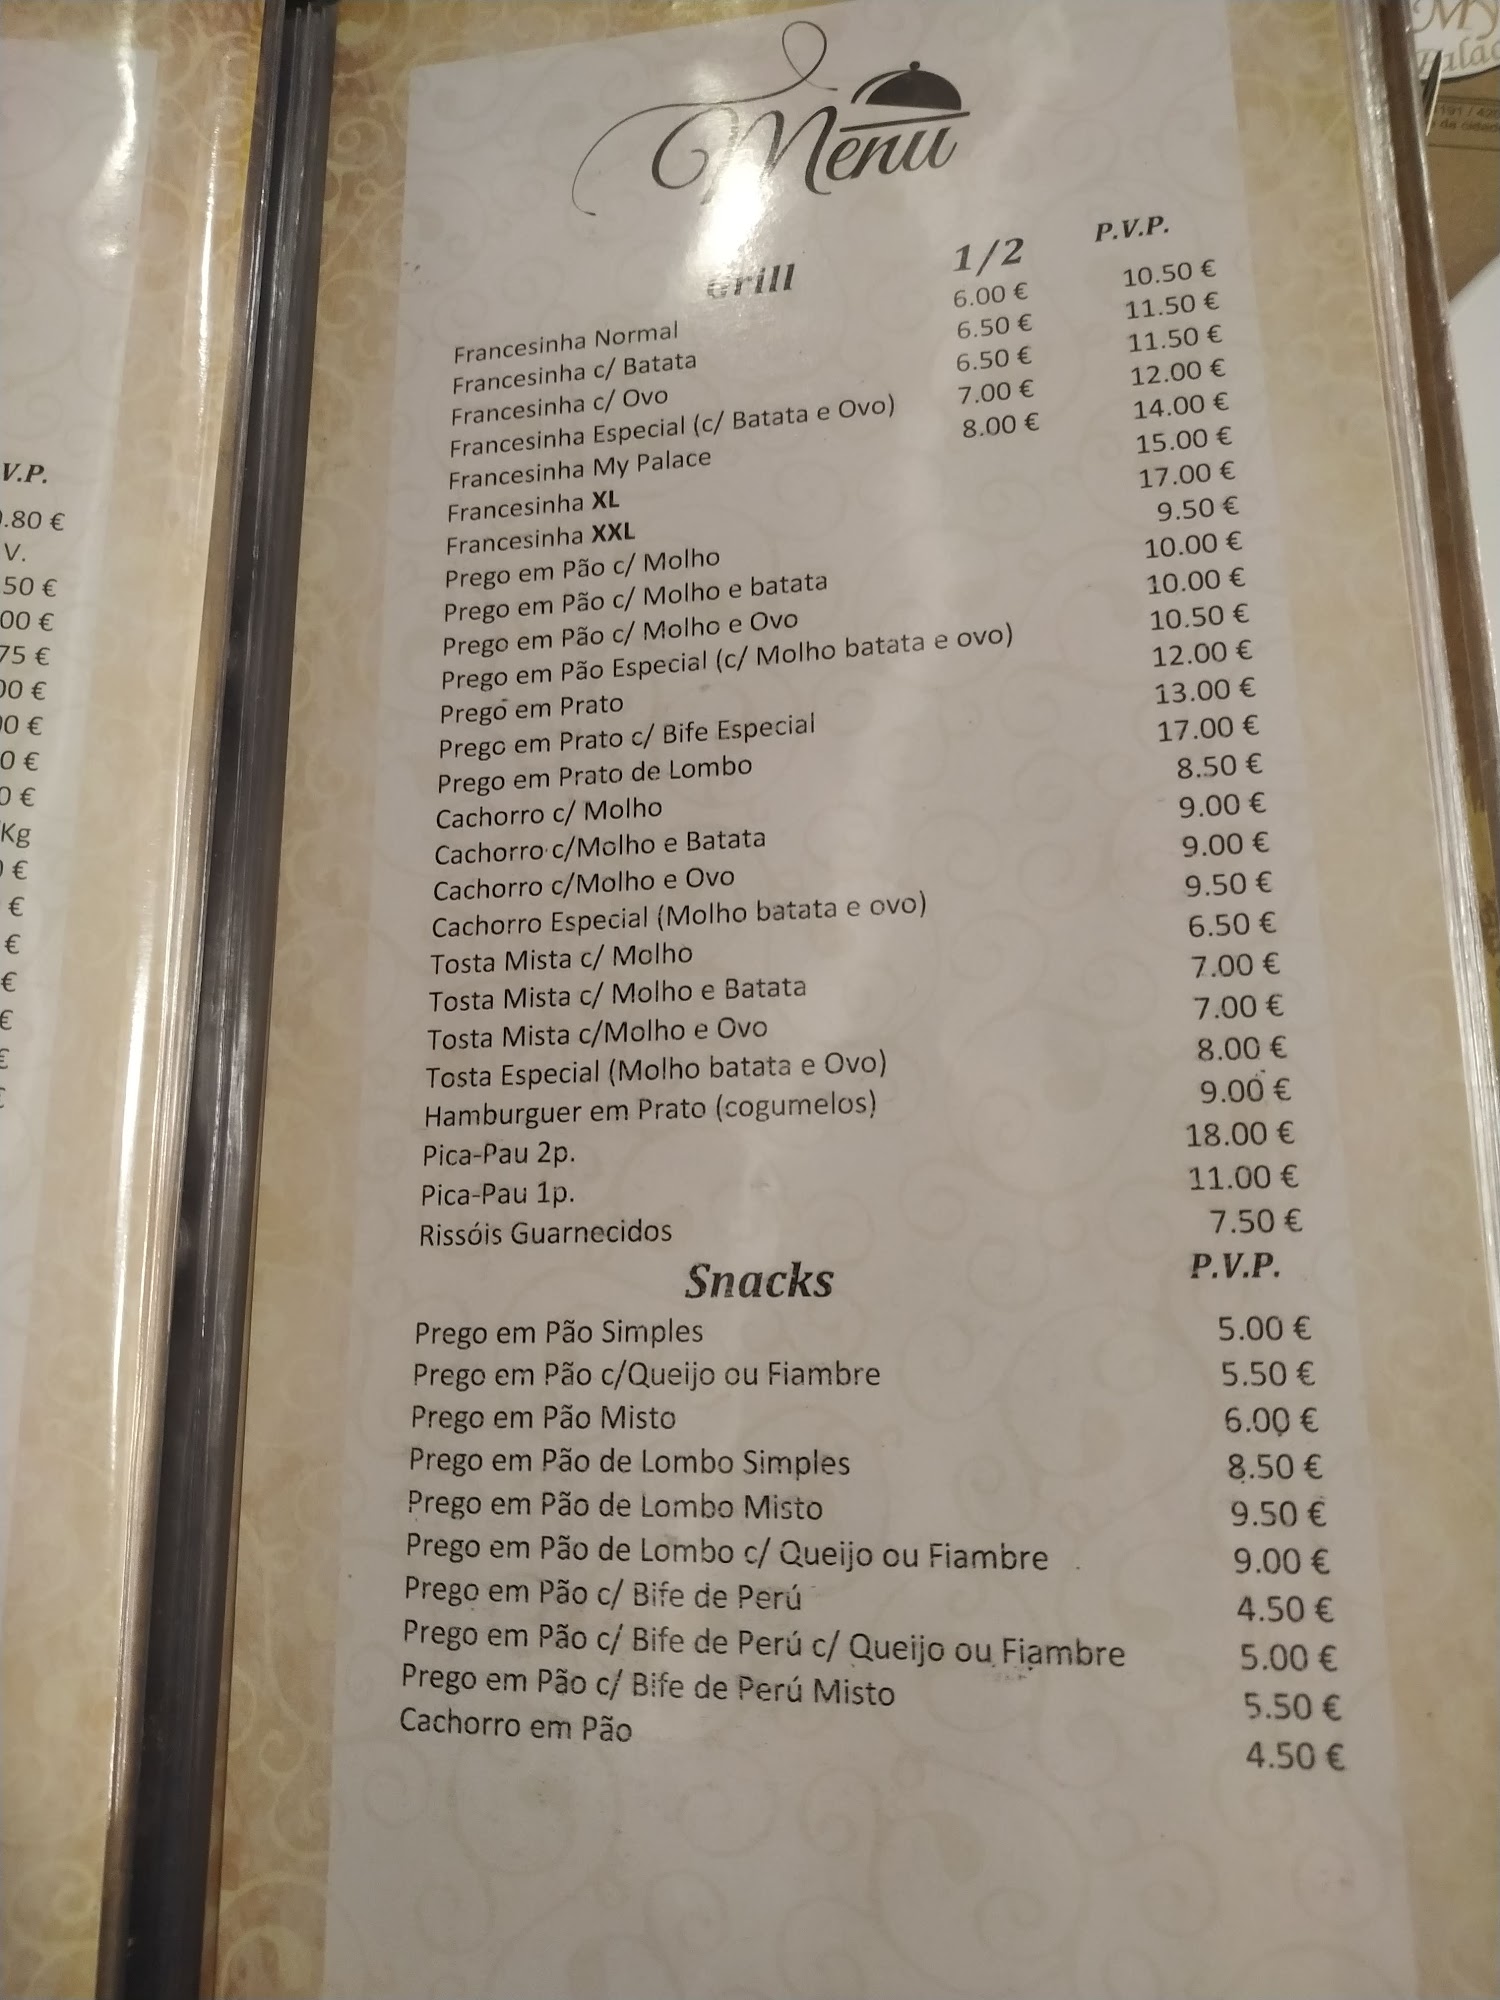 Menu
Grill 1/2 P.V.P.
Francesinha Normal 6.00 € 10.50 €
Francesinha c/ Batata 6.50 € 11.50 €
Francesinha c/ Ovo 6.50 € 11.50 €
Francesinha Especial (c/ Batata e Ovo) 7.00 € 12.00 €
Francesinha My Palace 8.00 € 14.00 €
Francesinha XL 15.00 €
Francesinha XXL 17.00 €
Prego em Pão c/ Molho 9.50 €
Prego em Pão c/ Molho e batata 10.00 €
Prego em Pão c/ Molho e Ovo 10.00 €
Prego em Pão Especial (c/ Molho batata e ovo) 10.50 €
Prego em Prato 12.00 €
Prego em Prato c/ Bife Especial 13.00 €
Prego em Prato de Lombo 17.00 €
Cachorro c/ Molho 8.50 €
Cachorro c/Molho e Batata 9.00 €
Cachorro c/Molho e Ovo 9.00 €
Cachorro Especial (Molho batata e ovo) 9.50 €
Tosta Mista c/ Molho 6.50 €
Tosta Mista c/ Molho e Batata 7.00 €
Tosta Mista c/Molho e Ovo 7.00 €
Tosta Especial (Molho batata e Ovo) 8.00 €
Hamburguer em Prato (cogumelos) 9.00 €
Pica-Pau 2p. 18.00 €
Pica-Pau 1p. 11.00 €
Rissóis Guarnecidos 7.50 €
Snacks P.V.P.
Prego em Pão Simples 5.00 €
Prego em Pão c/Queijo ou Fiambre 5.50 €
Prego em Pão Misto 6.00 €
Prego em Pão de Lombo Simples 8.50 €
Prego em Pão de Lombo Misto 9.50 €
Prego em Pão de Lombo c/ Queijo ou Fiambre 9.00 €
Prego em Pão c/ Bife de Perú 4.50 €
Prego em Pão c/ Bife de Perú c/ Queijo ou Fiambre 5.00 €
Prego em Pão c/ Bife de Perú Misto 5.50 €
Cachorro em Pão 4.50 €